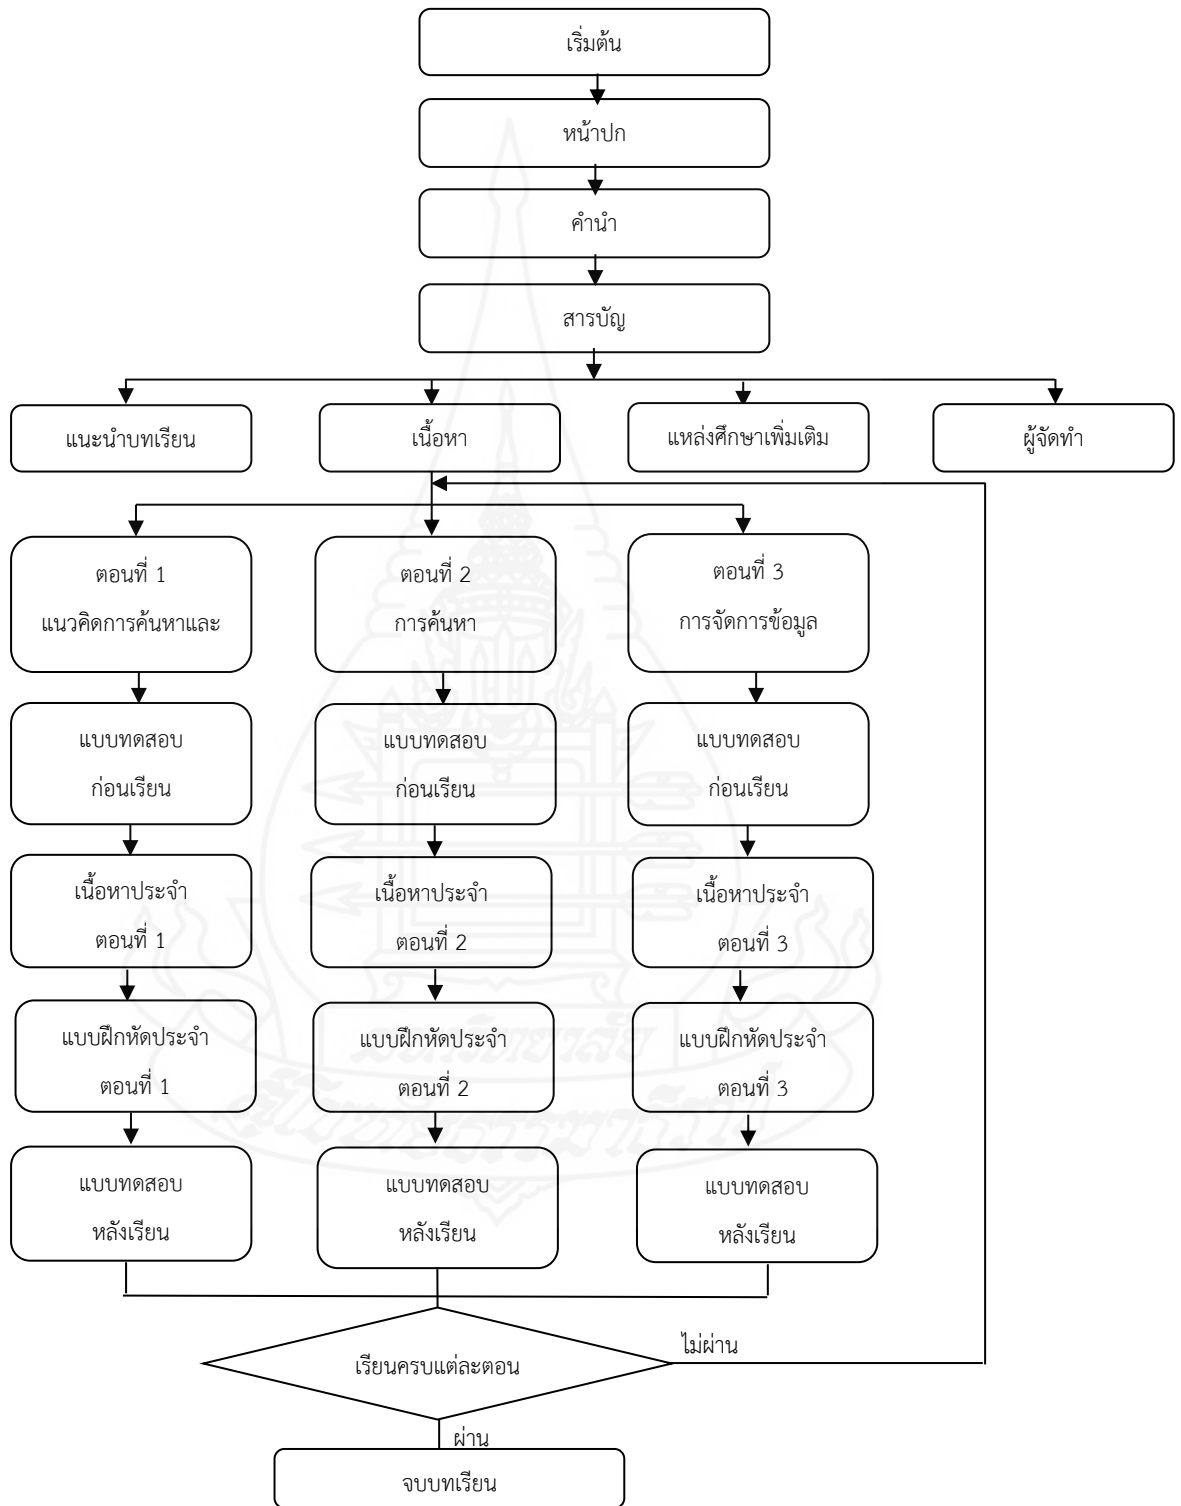 เริ่มต้น
หน้าปก
คำนำ
สารบัญ
แนะนำบทเรียน
เนื้อหา
แหล่งศึกษาเพิ่มเติม
ผู้จัดทำ
ตอนที่ 1
แนวคิดการค้นหาและ
ตอนที่ 2
การค้นหา
ตอนที่ 3
การจัดการข้อมูล
แบบทดสอบ
ก่อนเรียน
แบบทดสอบ
ก่อนเรียน
แบบทดสอบ
ก่อนเรียน
เนื้อหาประจำ
ตอนที่ 1
เนื้อหาประจำ
ตอนที่ 2
เนื้อหาประจำ
ตอนที่ 3
แบบฝึกหัดประจำ
ตอนที่ 1
แบบฝึกหัดประจำ
ตอนที่ 2
แบบฝึกหัดประจำ
ตอนที่ 3
แบบทดสอบ
หลังเรียน
แบบทดสอบ
หลังเรียน
แบบทดสอบ
หลังเรียน
ไม่ผ่าน
เรียนครบแต่ละตอน
ผ่าน
จบบทเรียน